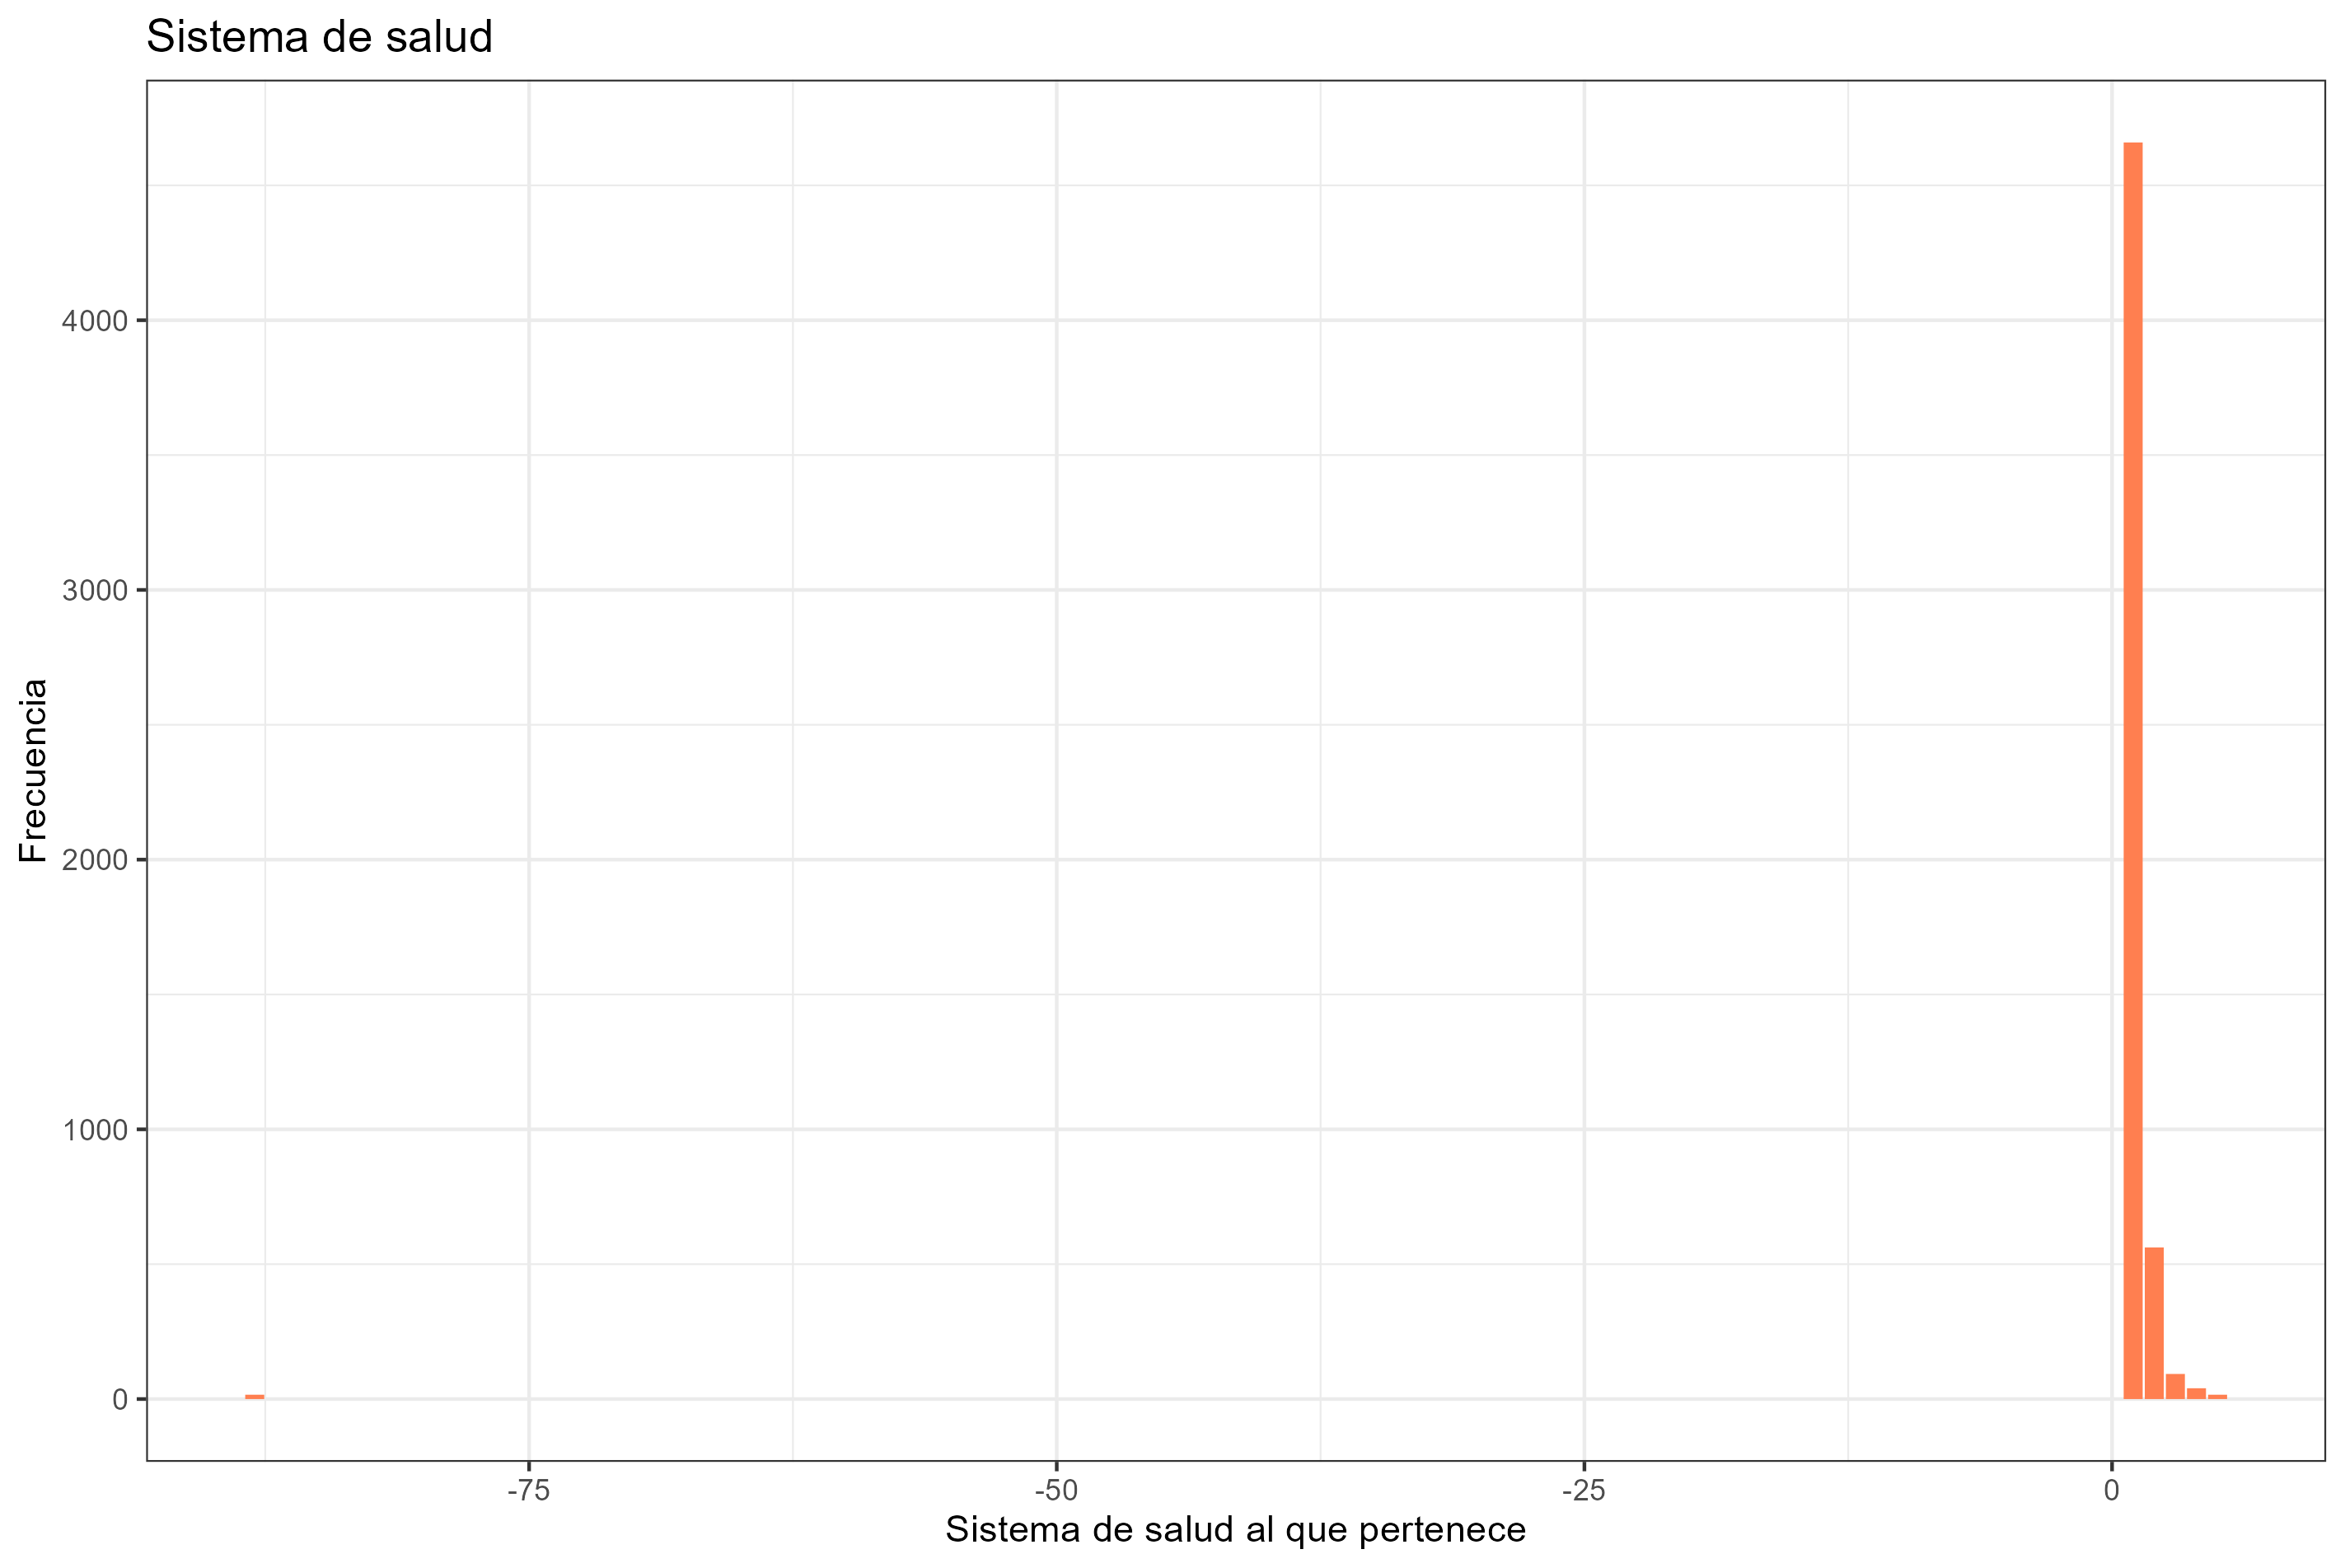 Sistema de salud
Frecuencia
4000
3000
2000
1000
0
-75 -50 -25 0
Sistema de salud al que pertenece